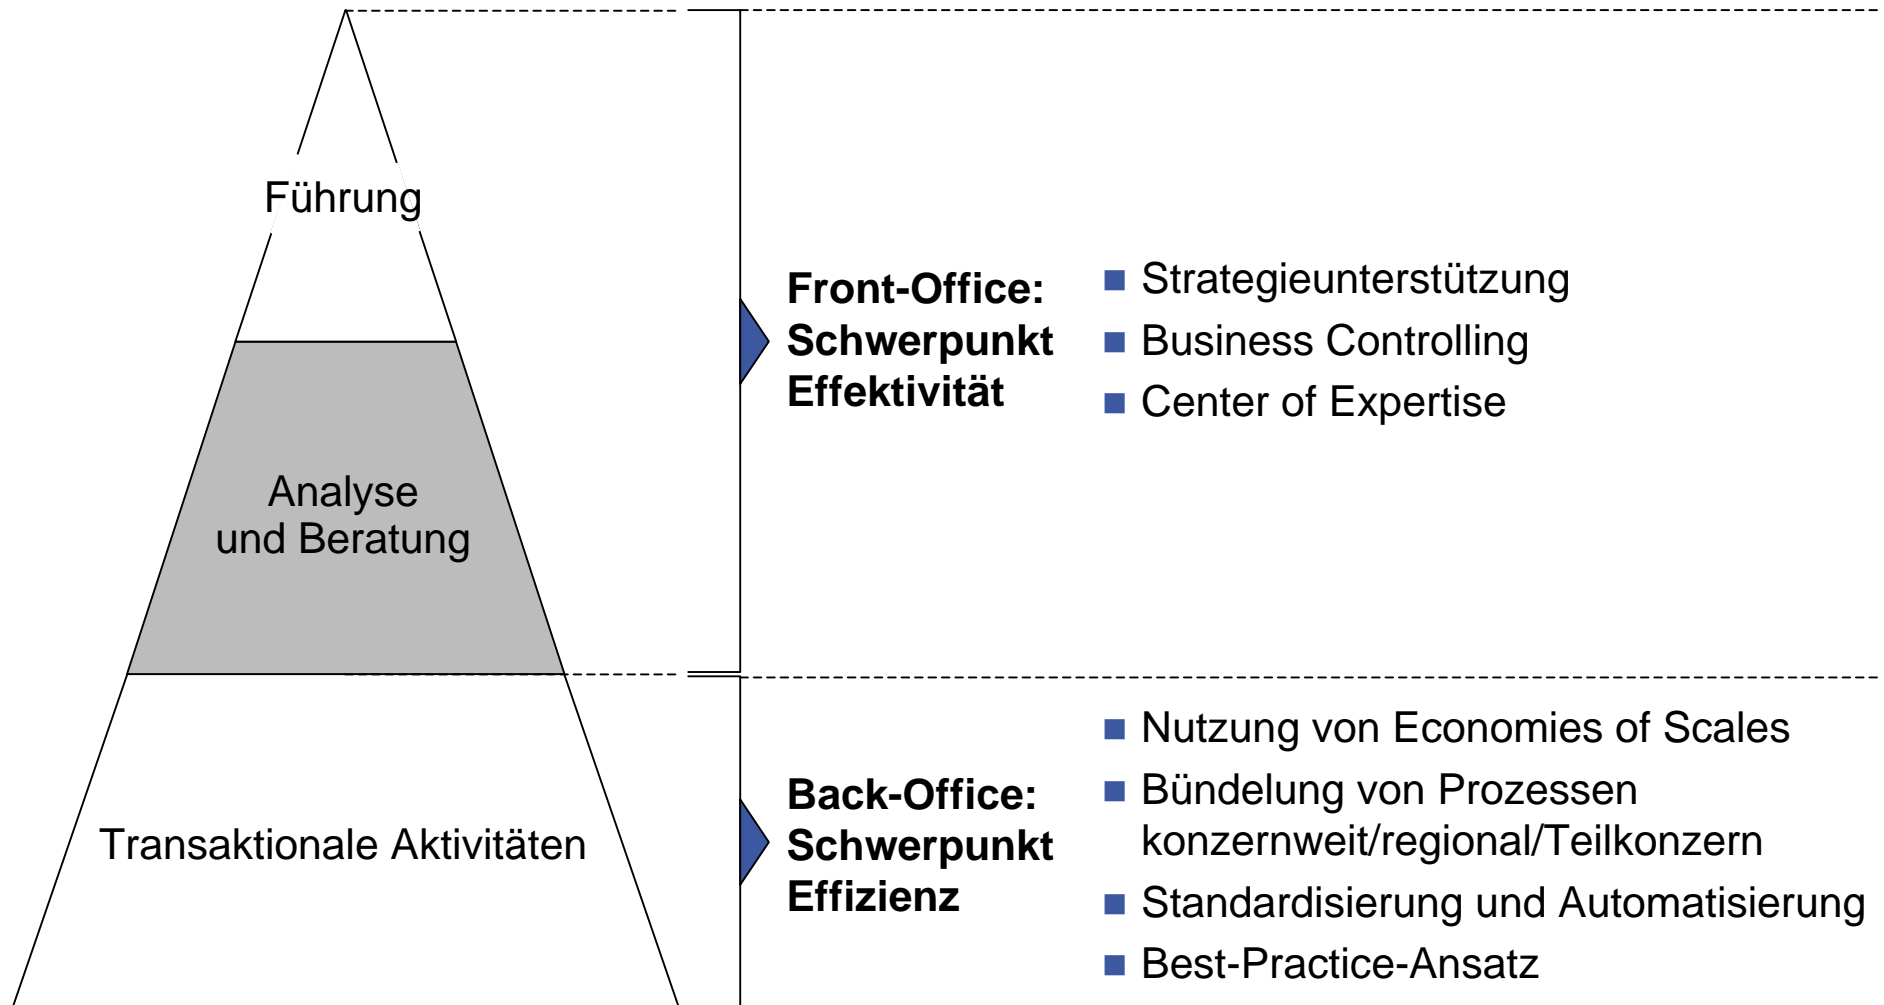 Führung
Analyse
und Beratung
Transaktionale Aktivitäten
Front-Office:
Schwerpunkt
Effektivität
Strategieunterstützung
Business Controlling
Center of Expertise
Back-Office:
Schwerpunkt
Effizienz
Nutzung von Economies of Scales
Bündelung von Prozessen
konzernweit/regional/Teilkonzern
Standardisierung und Automatisierung
Best-Practice-Ansatz